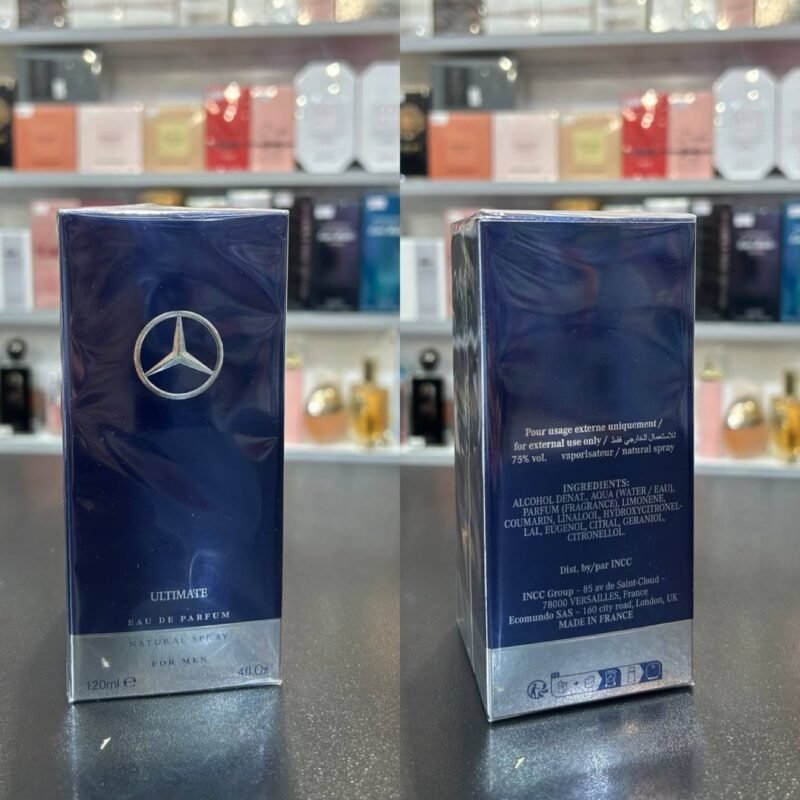 ULTIMATE
EAU DE PARFUM
NATURAL SPRAY
FOR MEN
120ml ℮ 4fl.Oz
Pour usage externe uniquement /
for external use only / للاستعمال الخارجي فقط /
75% vol. vaporisateur / natural spray
INGREDIENTS:
ALCOHOL DENAT., AQUA (WATER / EAU),
PARFUM (FRAGRANCE), LIMONENE,
COUMARIN, LINALOOL, HYDROXYCITRONEL-
LAL, EUGENOL, CITRAL, GERANIOL,
CITRONELLOL.
Dist. by/par INCC
INCC Group - 85 av de Saint-Cloud -
78000 VERSAILLES, France
Ecomundo SAS - 160 city road, London, UK
MADE IN FRANCE